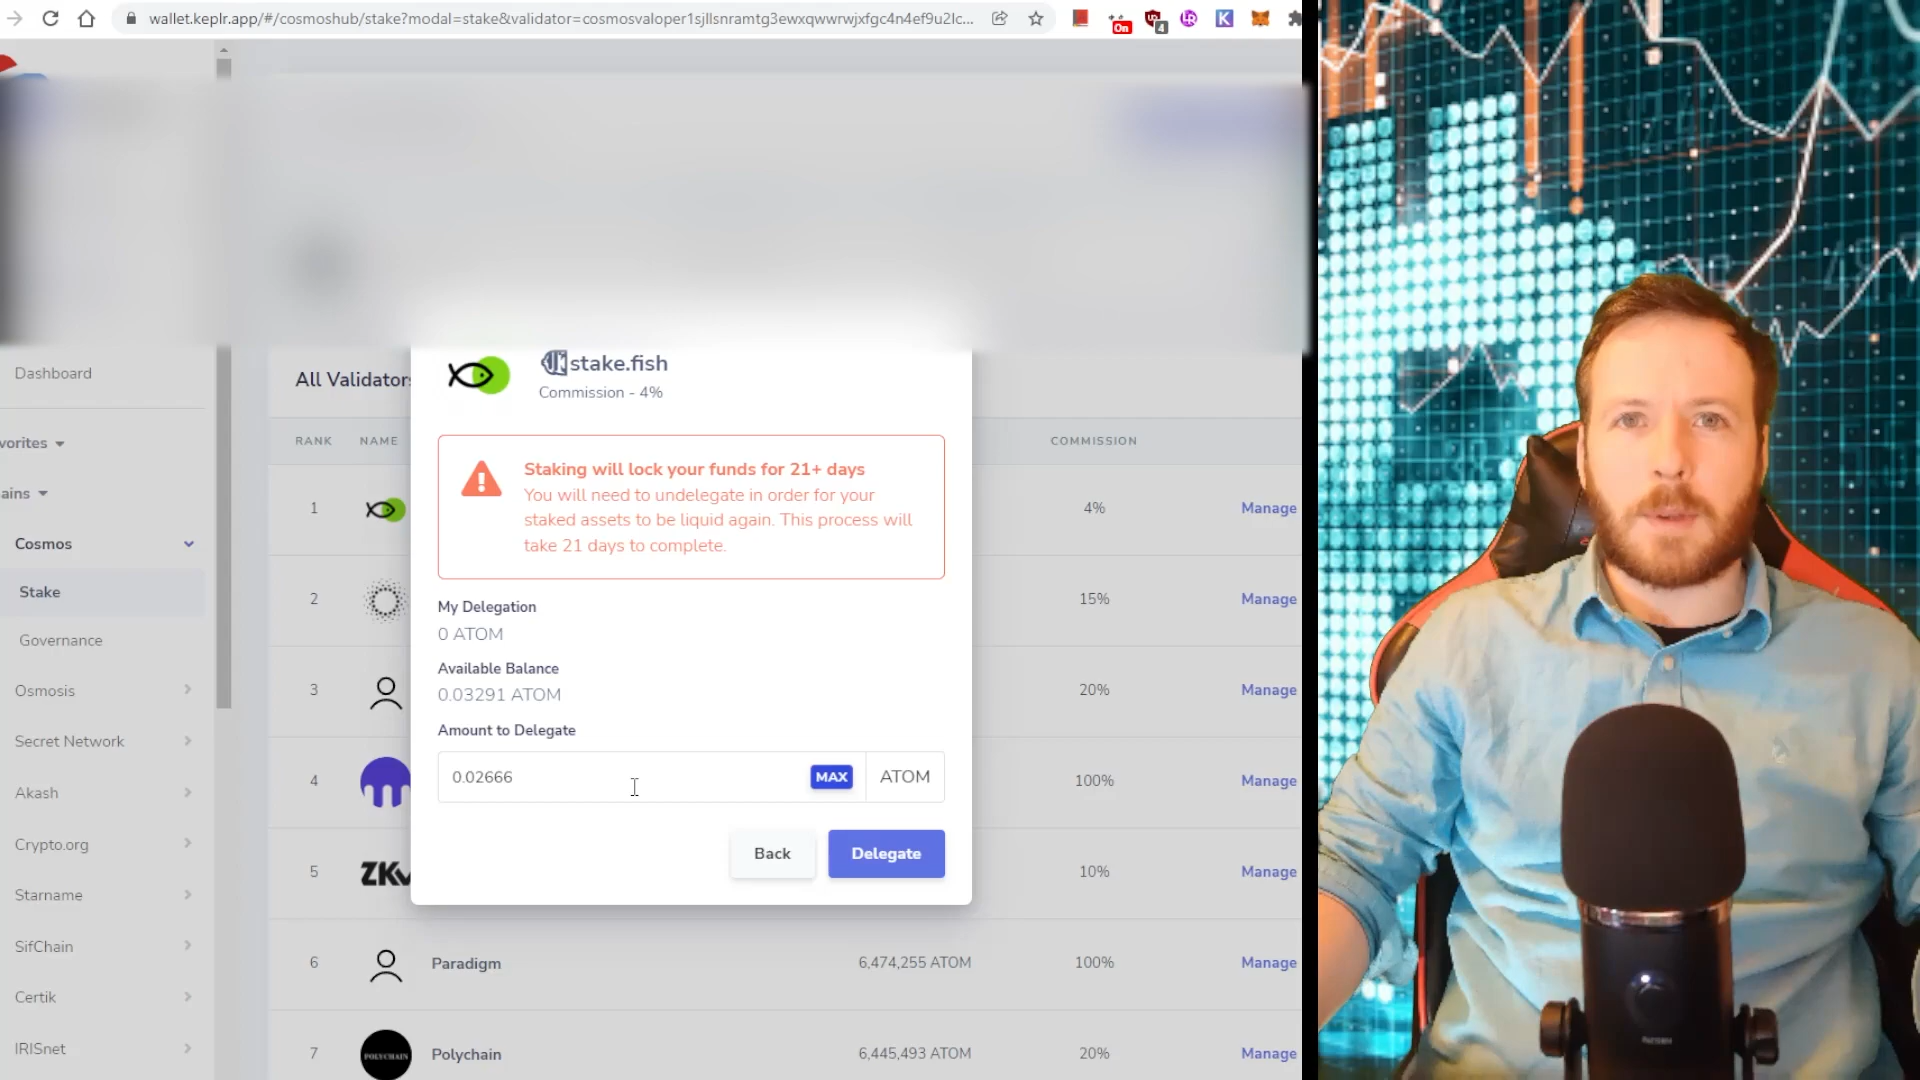 wallet.keplr.app/#/cosmoshub/stake?modal=stake&validator=cosmosvaloper1sjllsnramtg3ewxqwwrwjxfgc4n4ef9u2lc...
On
4
K
Dashboard
vorites
ains
Cosmos
Stake
Governance
Osmosis
Secret Network
Akash
Crypto.org
Starname
SifChain
Certik
IRISnet
All Validators
RANK NAME COMMISSION
1 4% Manage
2 15% Manage
3 20% Manage
4 100% Manage
5 10% Manage
6 Paradigm 6,474,255 ATOM 100% Manage
7 POLYCHAIN Polychain 6,445,493 ATOM 20% Manage
stake.fish
Commission - 4%
Staking will lock your funds for 21+ days
You will need to undelegate in order for your
staked assets to be liquid again. This process will
take 21 days to complete.
My Delegation
0 ATOM
Available Balance
0.03291 ATOM
Amount to Delegate
0.02666 MAX ATOM
Back Delegate